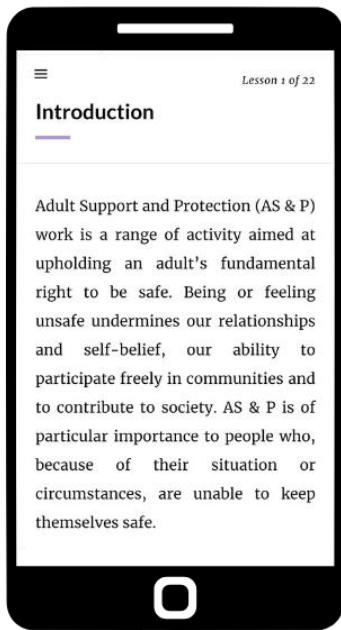 Lesson 1 of 22
Introduction
Adult Support and Protection (AS & P)
work is a range of activity aimed at
upholding an adult’s fundamental
right to be safe. Being or feeling
unsafe undermines our relationships
and self-belief, our ability to
participate freely in communities and
to contribute to society. AS & P is of
particular importance to people who,
because of their situation or
circumstances, are unable to keep
themselves safe.